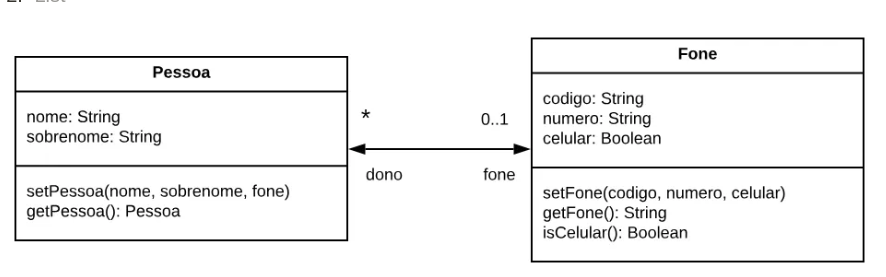 2. List
Pessoa
nome: String
sobrenome: String
setPessoa(nome, sobrenome, fone)
getPessoa(): Pessoa
*
0..1
dono
fone
Fone
codigo: String
numero: String
celular: Boolean
setFone(codigo, numero, celular)
getFone(): String
isCelular(): Boolean